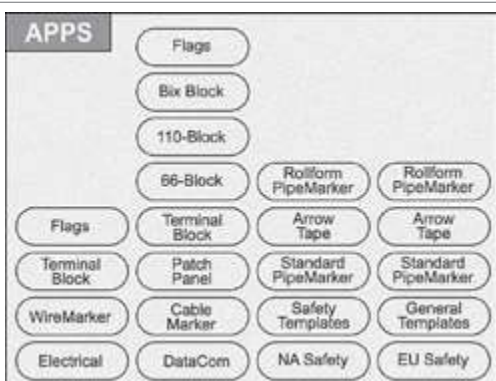 APPS
Flags
Bix Block
110-Block
66-Block
Rollform
PipeMarker
Rollform
PipeMarker
Flags
Terminal
Block
Arrow
Tape
Arrow
Tape
Terminal
Block
Patch
Panel
Standard
PipeMarker
Standard
PipeMarker
WireMarker
Cable
Marker
Safety
Templates
General
Templates
Electrical
DataCom
NA Safety
EU Safety